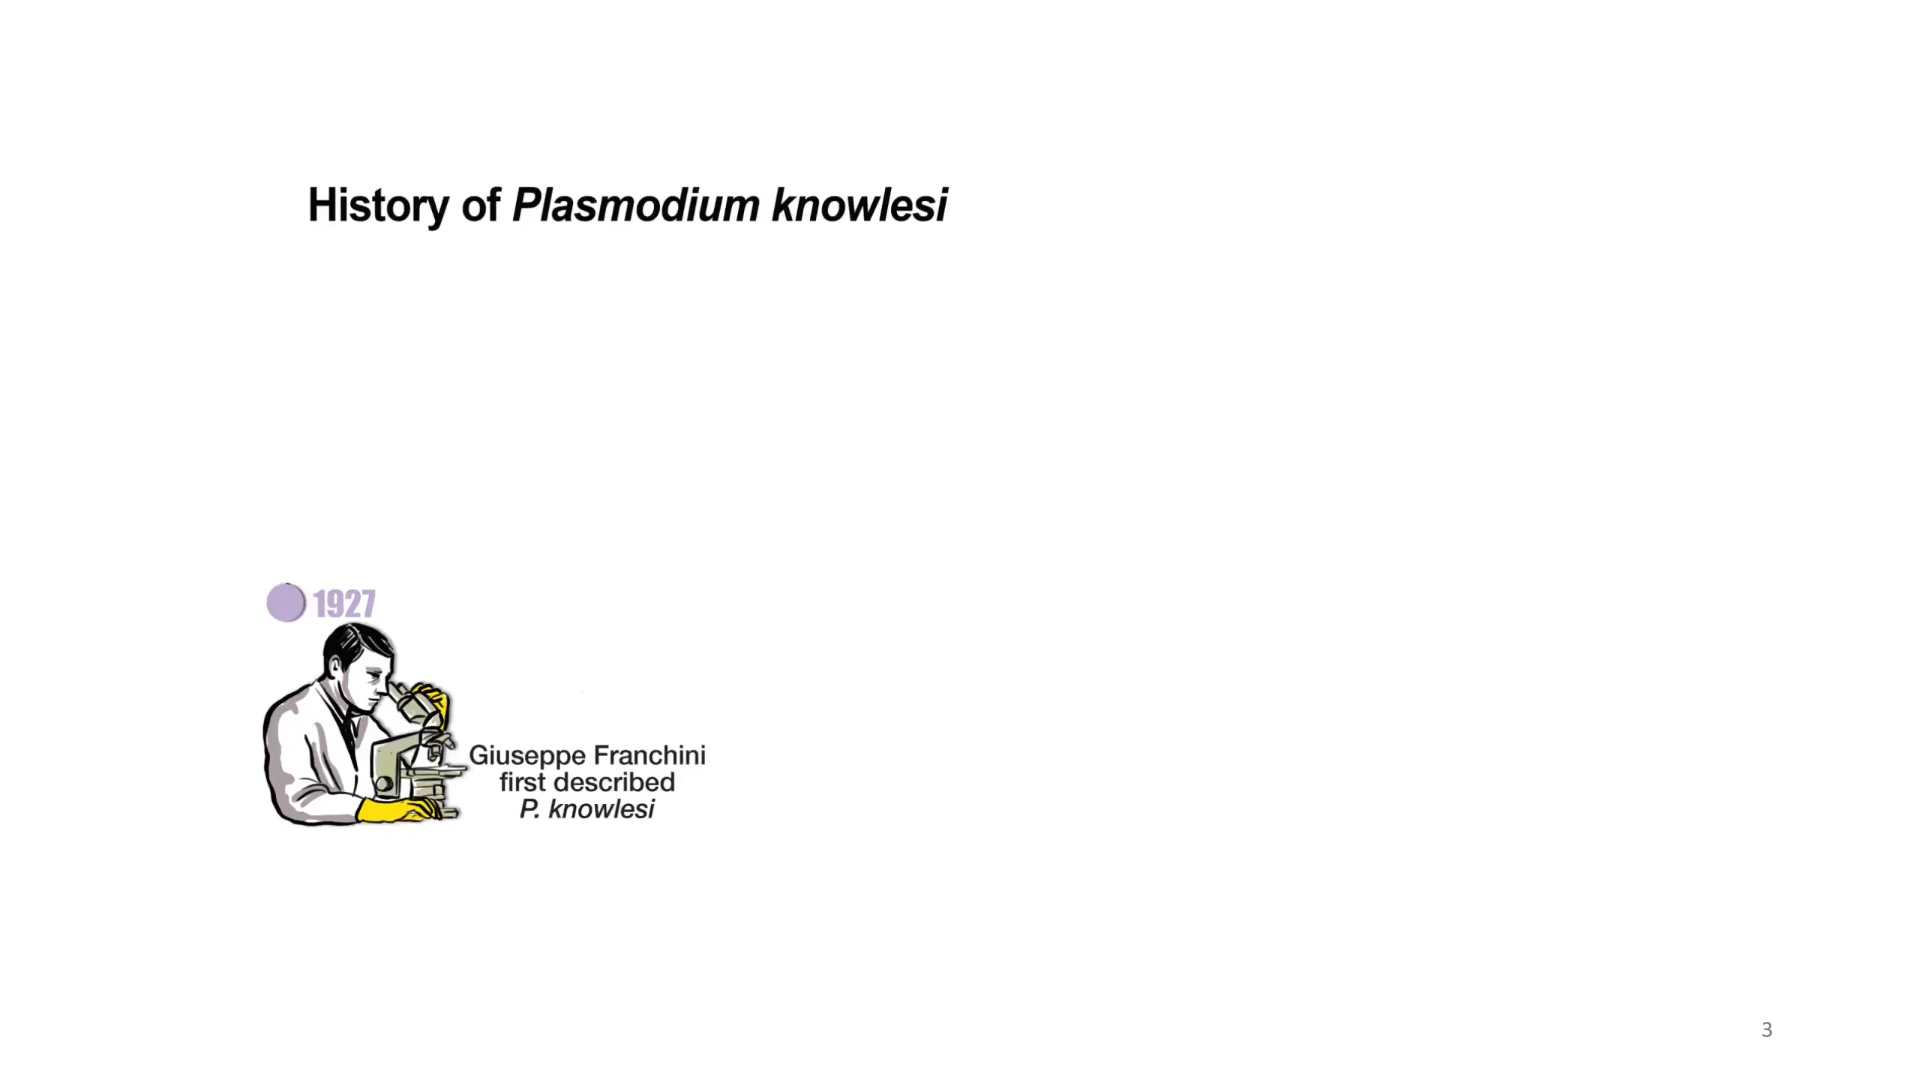 History of Plasmodium knowlesi
1927
Giuseppe Franchini
first described
P. knowlesi
3